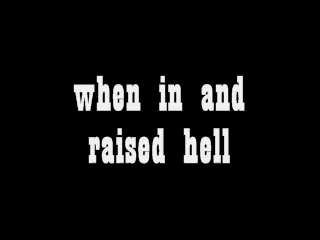 when in and
raised hell